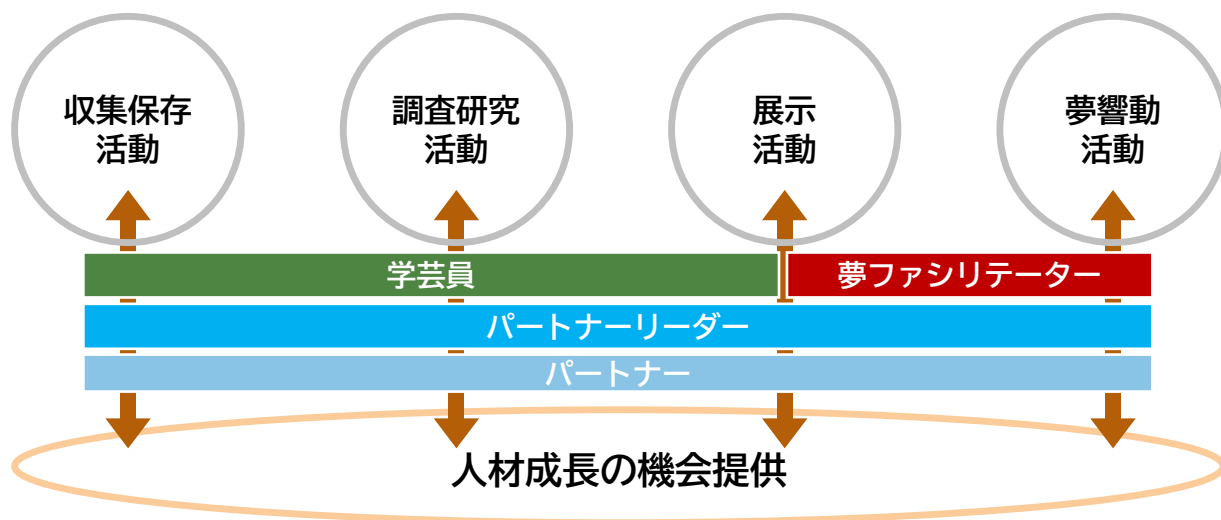 収集保存
活動
調査研究
活動
展示
活動
夢響動
活動
学芸員
夢ファシリテーター
パートナーリーダー
パートナー
人材成長の機会提供